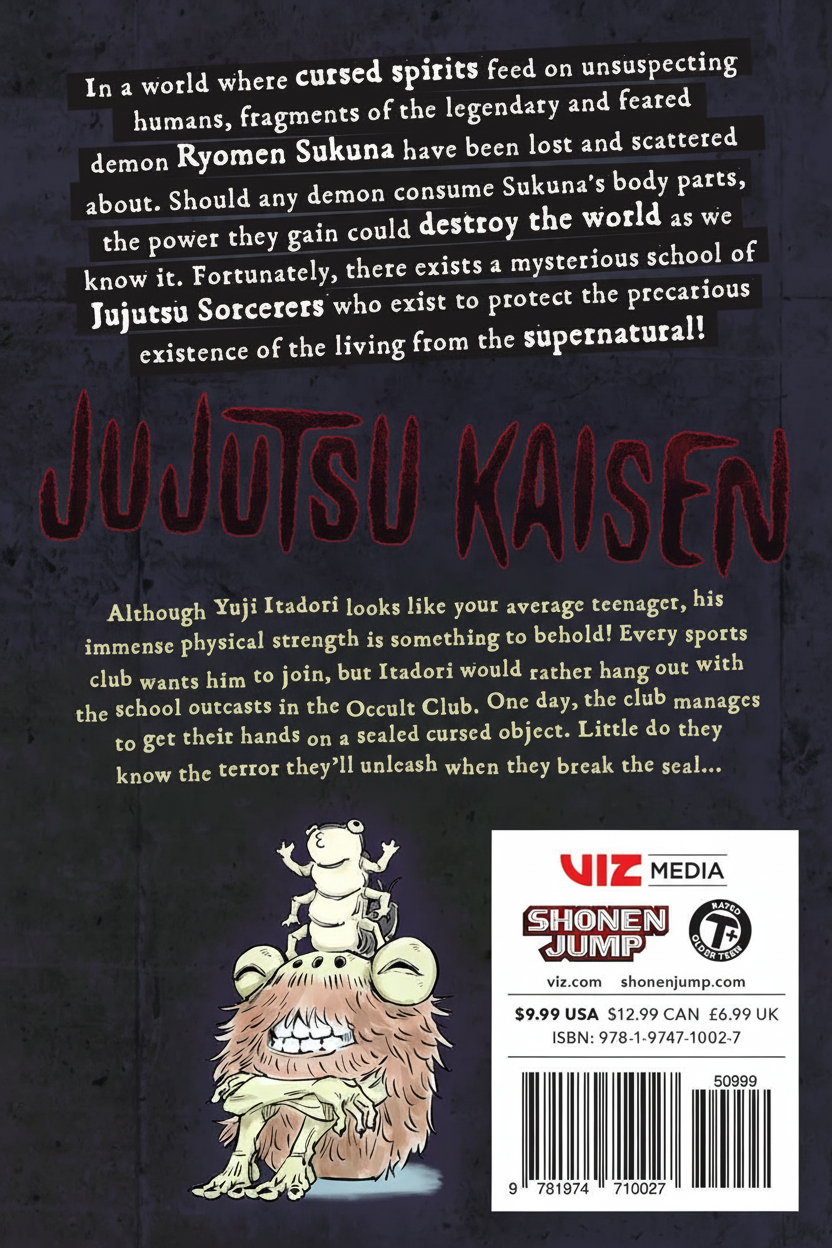 In a world where cursed spirits feed on unsuspecting
humans, fragments of the legendary and feared
demon Ryomen Sukuna have been lost and scattered
about. Should any demon consume Sukuna's body parts,
the power they gain could destroy the world as we
know it. Fortunately, there exists a mysterious school of
Jujutsu Sorcerers who exist to protect the precarious
existence of the living from the supernatural!
JUJUTSU KAISEN
Although Yuji Itadori looks like your average teenager, his
immense physical strength is something to behold! Every sports
club wants him to join, but Itadori would rather hang out with
the school outcasts in the Occult Club. One day, the club manages
to get their hands on a sealed cursed object. Little do they
know the terror they'll unleash when they break the seal...
VIZ MEDIA
SHONEN
JUMP
RATED
T+
OLDER TEEN
viz.com shonenjump.com
$9.99 USA $12.99 CAN £6.99 UK
ISBN: 978-1-9747-1002-7
50999
9 781974 710027